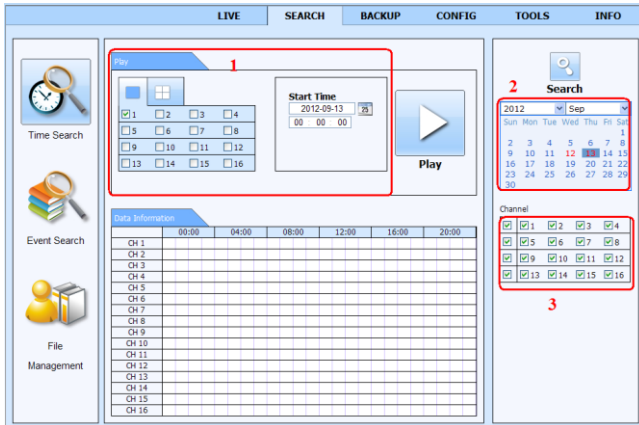 LIVE SEARCH BACKUP CONFIG TOOLS INFO
Time Search
Event Search
File
Management
Play
1
1 2 3 4
5 6 7 8
9 10 11 12
13 14 15 16
Start Time
2012-09-13 25
00 : 00 : 00
Play
Data Information
00:00 04:00 08:00 12:00 16:00 20:00
CH 1
CH 2
CH 3
CH 4
CH 5
CH 6
CH 7
CH 8
CH 9
CH 10
CH 11
CH 12
CH 13
CH 14
CH 15
CH 16
Search
2
2012 Sep
Sun Mon Tue Wed Thu Fri Sat
1
2 3 4 5 6 7 8
9 10 11 12 13 14 15
16 17 18 19 20 21 22
23 24 25 26 27 28 29
30
Channel
1 2 3 4
5 6 7 8
9 10 11 12
13 14 15 16
3